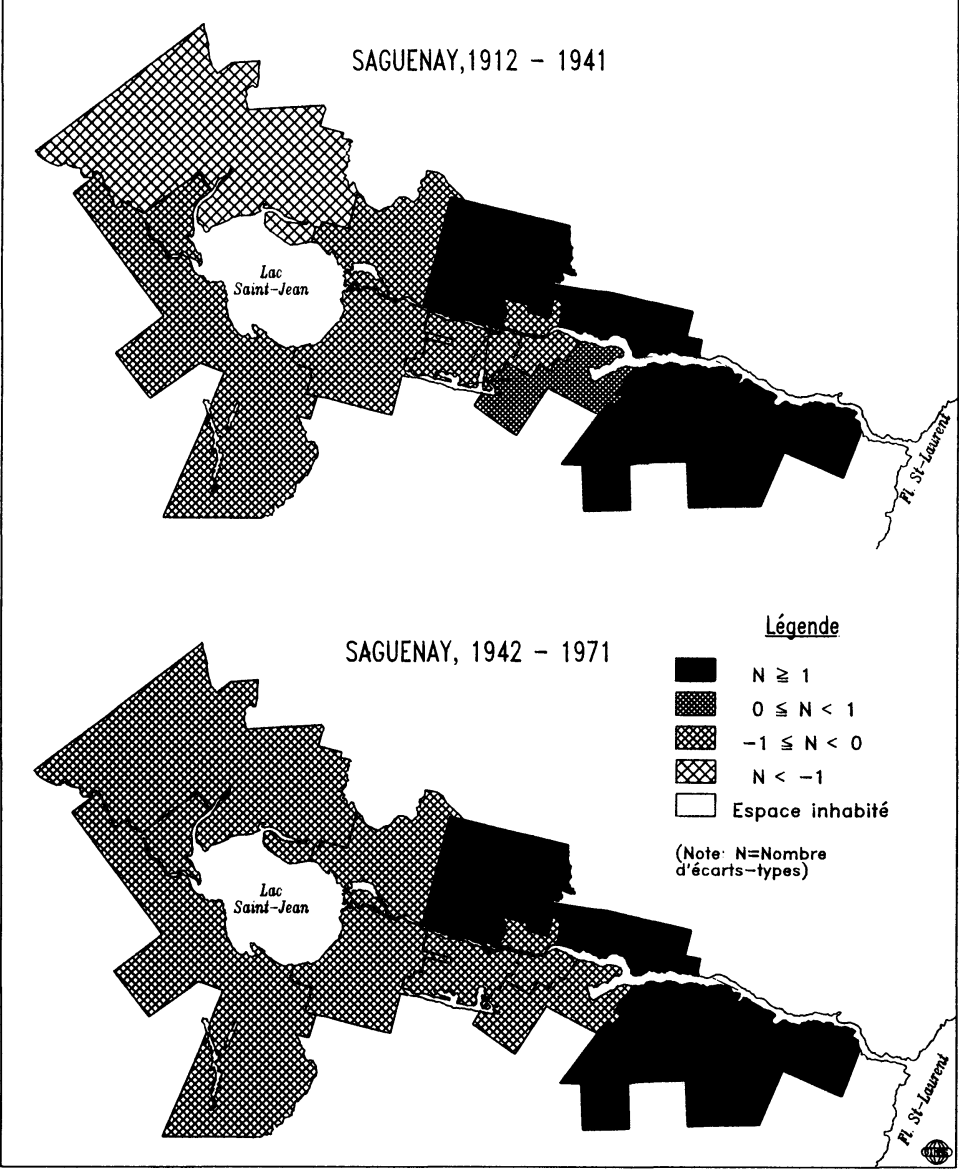 SAGUENAY,1912 - 1941
Lac
Saint-Jean
Fl. St-Laurent
SAGUENAY, 1942 - 1971
Légende
N ≧ 1
0 ≦ N < 1
-1 ≦ N < 0
N < -1
Espace inhabité
(Note: N=Nombre
d'écarts-types)
Lac
Saint-Jean
Fl. St-Laurent